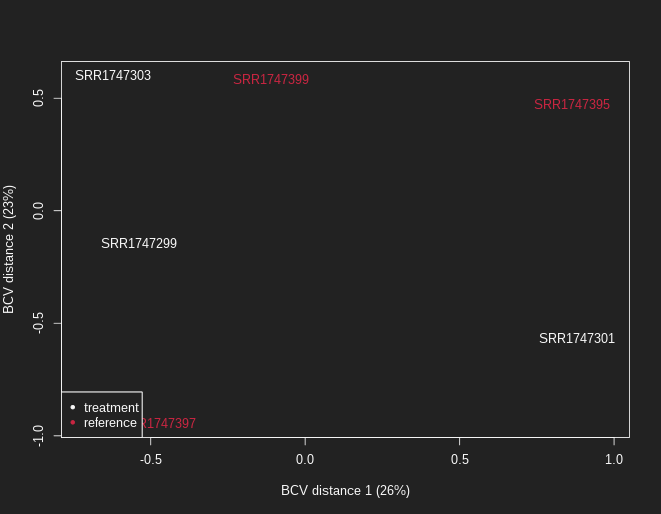 SRR1747303
SRR1747399
SRR1747395
SRR1747299
SRR1747301
R1747397
treatment
reference
0.5
0.0
-0.5
-1.0
BCV distance 2 (23%)
-0.5 0.0 0.5 1.0
BCV distance 1 (26%)